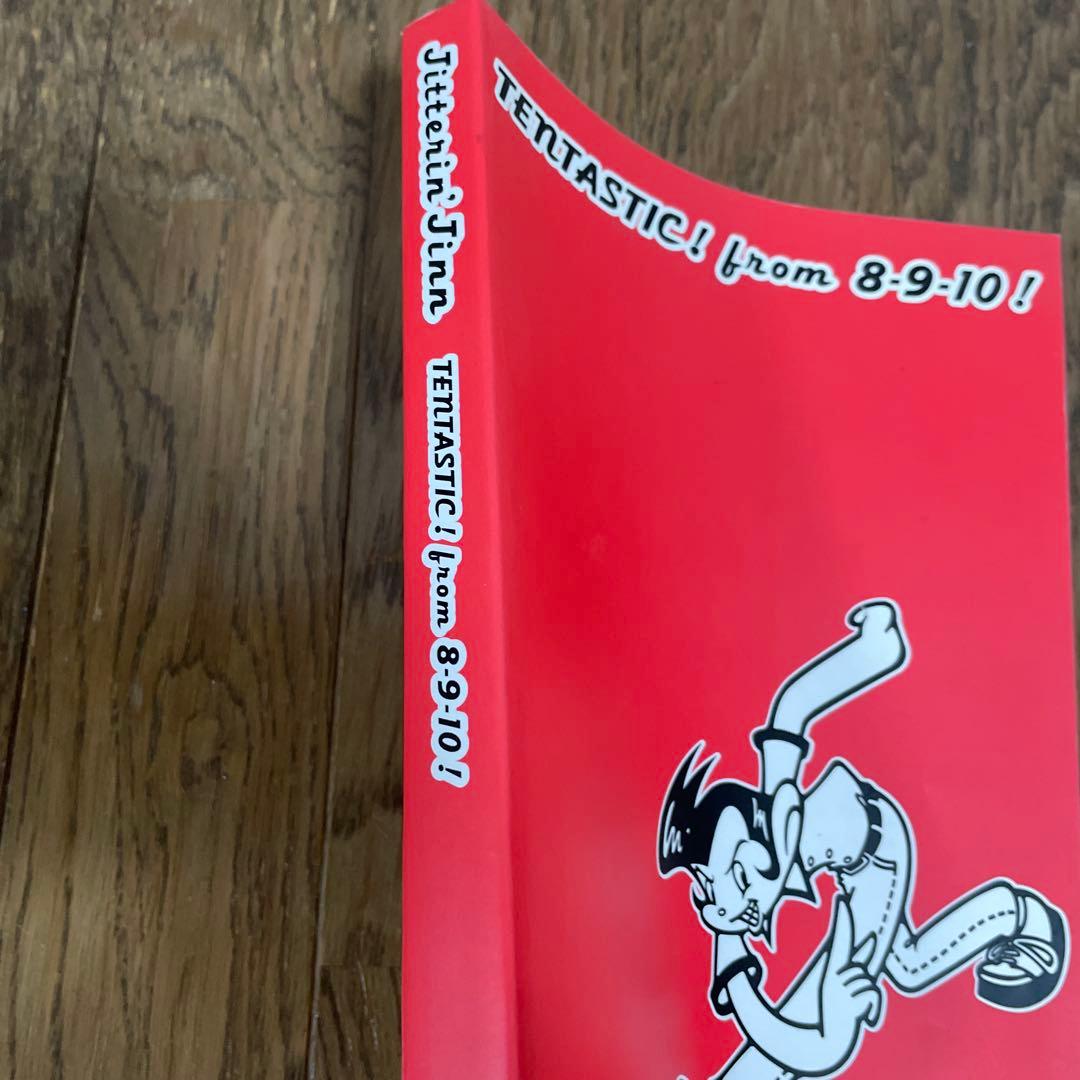 Jitterin' Jinn TENTASTIC! from 8-9-10!
TENTASTIC! from 8-9-10!